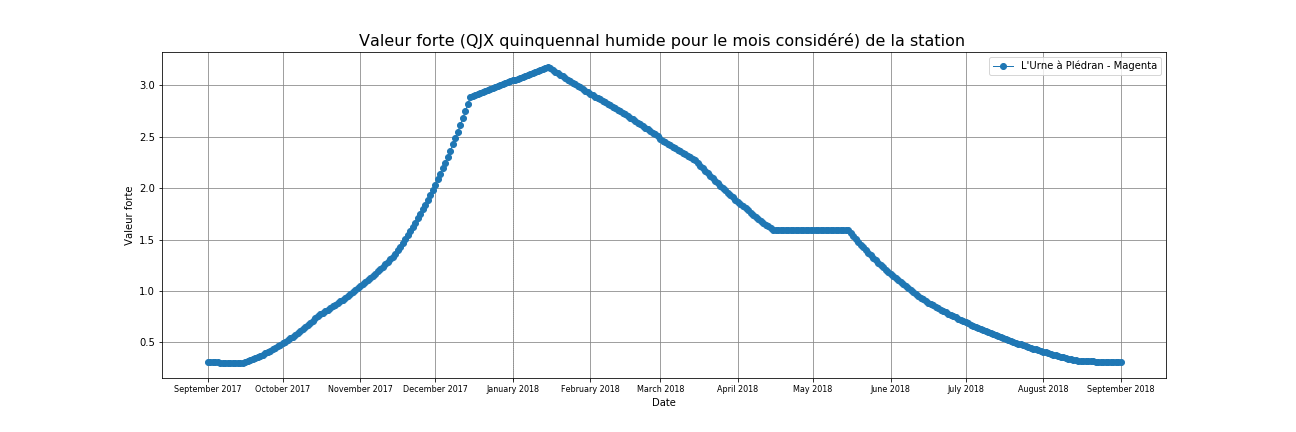 Valeur forte (QJX quinquennal humide pour le mois considéré) de la station
L'Urne à Plédran - Magenta
Valeur forte
3.0
2.5
2.0
1.5
1.0
0.5
September 2017 October 2017 November 2017 December 2017 January 2018 February 2018 March 2018 April 2018 May 2018 June 2018 July 2018 August 2018 September 2018
Date